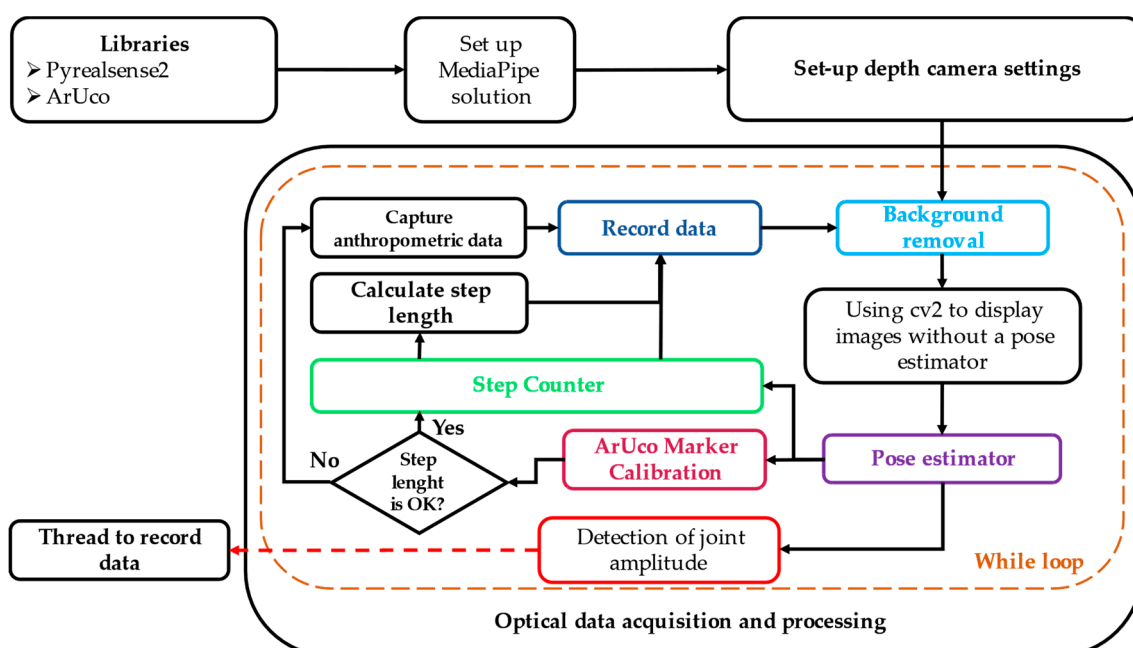 Libraries
➢ Pyrealsense2
➢ ArUco
Set up
MediaPipe
solution
Set-up depth camera settings
Capture
anthropometric data
Record data
Background
removal
Calculate step
length
Using cv2 to display
images without a pose
estimator
Step Counter
Yes
No
Step
lenght
is OK?
ArUco Marker
Calibration
Pose estimator
Thread to record
data
Detection of joint
amplitude
While loop
Optical data acquisition and processing